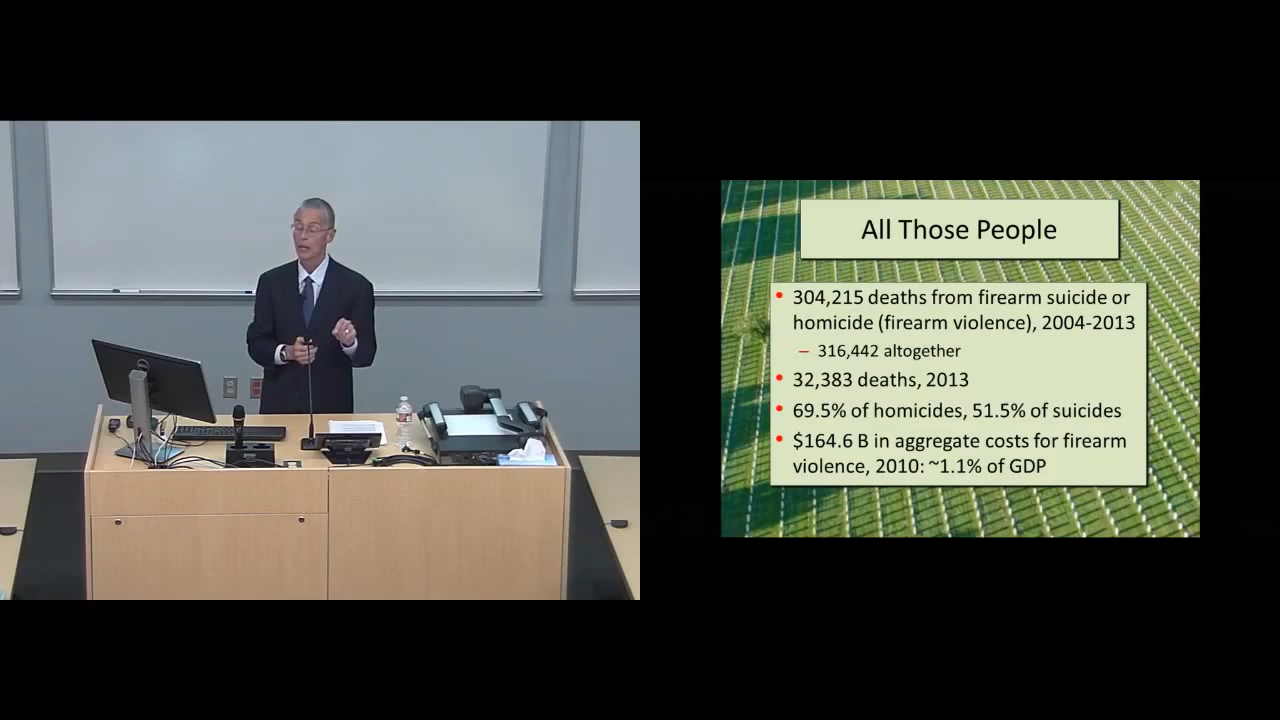 All Those People
• 304,215 deaths from firearm suicide or
homicide (firearm violence), 2004-2013
– 316,442 altogether
• 32,383 deaths, 2013
• 69.5% of homicides, 51.5% of suicides
• $164.6 B in aggregate costs for firearm
violence, 2010: ~1.1% of GDP